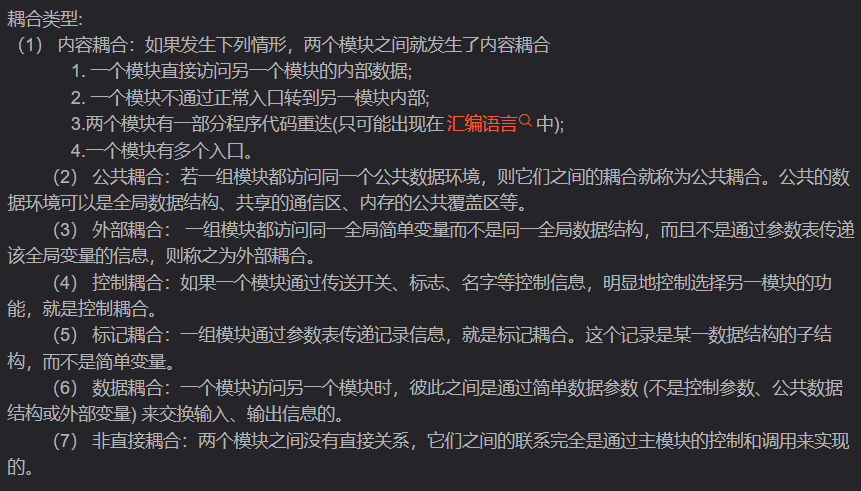 耦合类型:
（1） 内容耦合：如果发生下列情形，两个模块之间就发生了内容耦合
1. 一个模块直接访问另一个模块的内部数据;
2. 一个模块不通过正常入口转到另一模块内部;
3.两个模块有一部分程序代码重迭(只可能出现在 汇编语言 中);
4.一个模块有多个入口。
（2） 公共耦合：若一组模块都访问同一个公共数据环境，则它们之间的耦合就称为公共耦合。公共的数
据环境可以是全局数据结构、共享的通信区、内存的公共覆盖区等。
（3） 外部耦合： 一组模块都访问同一全局简单变量而不是同一全局数据结构，而且不是通过参数表传递
该全局变量的信息，则称之为外部耦合。
（4） 控制耦合：如果一个模块通过传送开关、标志、名字等控制信息，明显地控制选择另一模块的功
能，就是控制耦合。
（5） 标记耦合：一组模块通过参数表传递记录信息，就是标记耦合。这个记录是某一数据结构的子结
构，而不是简单变量。
（6） 数据耦合：一个模块访问另一个模块时，彼此之间是通过简单数据参数 (不是控制参数、公共数据
结构或外部变量) 来交换输入、输出信息的。
（7） 非直接耦合：两个模块之间没有直接关系，它们之间的联系完全是通过主模块的控制和调用来实现
的。